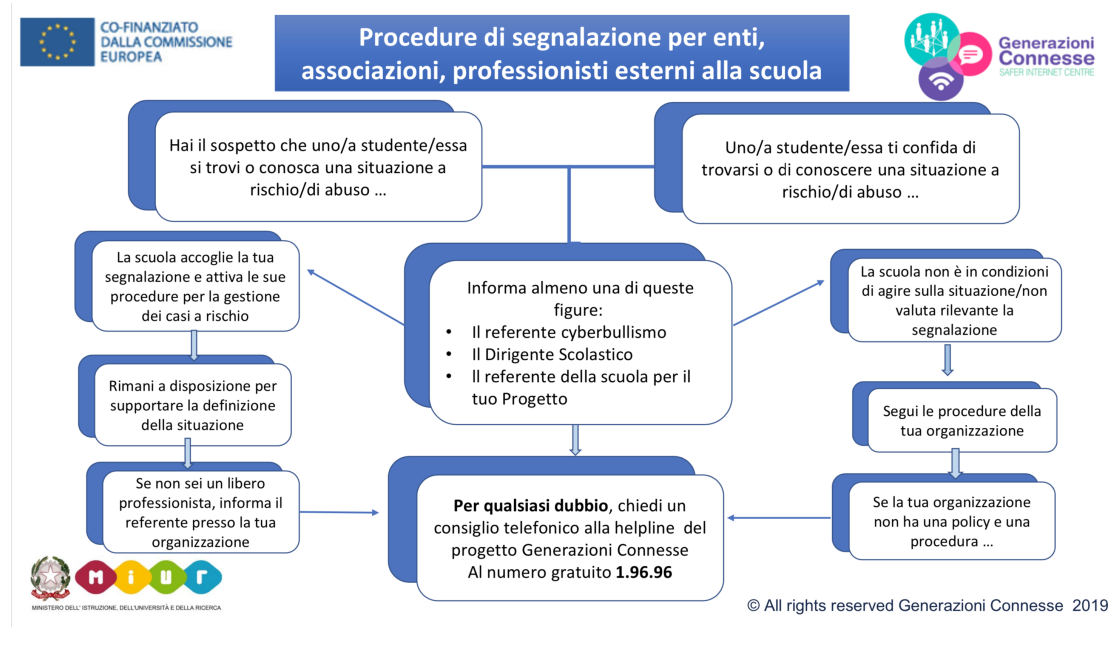 CO-FINANZIATO
DALLA COMMISSIONE
EUROPEA
Procedure di segnalazione per enti,
associazioni, professionisti esterni alla scuola
Generazioni
Connesse
SAFER INTERNET CENTRE
Hai il sospetto che uno/a studente/essa
si trovi o conosca una situazione a
rischio/di abuso ...
Uno/a studente/essa ti confida di
trovarsi o di conoscere una situazione a
rischio/di abuso ...
La scuola accoglie la tua
segnalazione e attiva le sue
procedure per la gestione
dei casi a rischio
Informa almeno una di queste
figure:
• Il referente cyberbullismo
• Il Dirigente Scolastico
• Il referente della scuola per il
tuo Progetto
La scuola non è in condizioni
di agire sulla situazione/non
valuta rilevante la
segnalazione
Rimani a disposizione per
supportare la definizione
della situazione
Segui le procedure della
tua organizzazione
Se non sei un libero
professionista, informa il
referente presso la tua
organizzazione
Per qualsiasi dubbio, chiedi un
consiglio telefonico alla helpline del
progetto Generazioni Connesse
Al numero gratuito 1.96.96
Se la tua organizzazione
non ha una policy e una
procedura ...
MIUR
MINISTERO DELL' ISTRUZIONE, DELL'UNIVERSITÀ E DELLA RICERCA
© All rights reserved Generazioni Connesse 2019